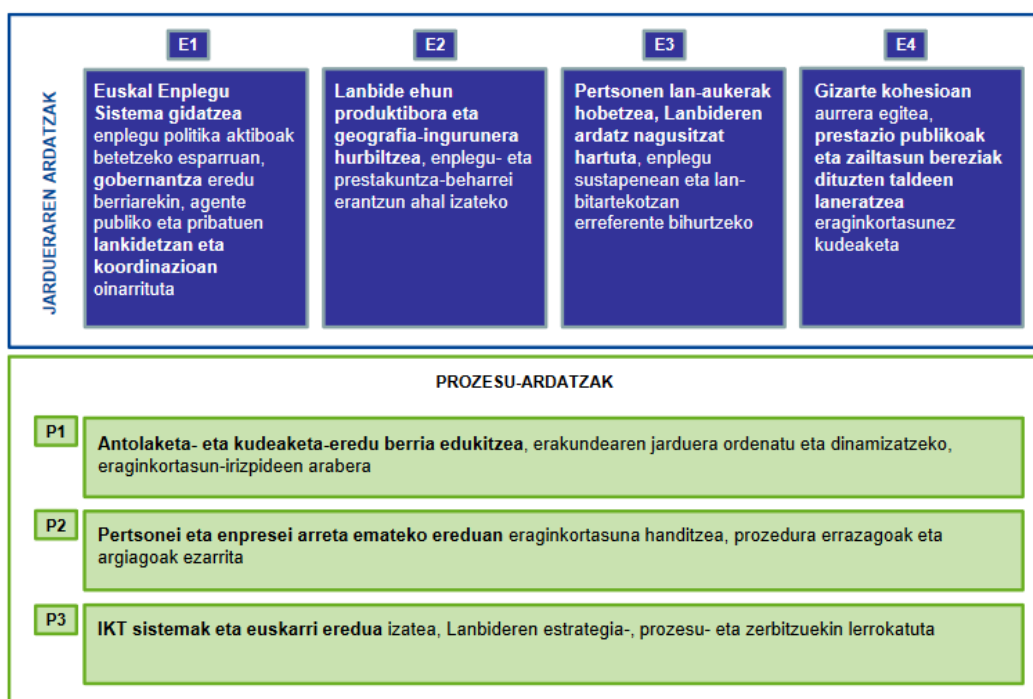 JARDUERAREN ARDATZAK
E1
Euskal Enplegu
Sistema gidatzea
enplegu politika aktiboak
betetzeko esparruan,
gobernantza eredu
berriarekin, agente
publiko eta pribatuen
lankidetzan eta
koordinazioan
oinarrituta
E2
Lanbide ehun
produktibora eta
geografia-ingurunera
hurbiltzea, enplegu- eta
prestakuntza-beharrei
erantzun ahal izateko
E3
Pertsonen lan-aukerak
hobetzea, Lanbideren
ardatz nagusitzat
hartuta, enplegu
sustapenean eta lan-
bitartekotzan
erreferente bihurtzeko
E4
Gizarte kohesioan
aurrera egitea,
prestazio publikoak
eta zailtasun bereziak
dituzten taldeen
laneratzea
eraginkortasunez
kudeaketa
PROZESU-ARDATZAK
P1
Antolaketa- eta kudeaketa-eredu berria edukitzea, erakundearen jarduera ordenatu eta dinamizatzeko,
eraginkortasun-irizpideen arabera
P2
Pertsonei eta enpresei arreta emateko ereduan eraginkortasuna handitzea, prozedura errazagoak eta
argiagoak ezarrita
P3
IKT sistemak eta euskarri eredua izatea, Lanbideren estrategia-, prozesu- eta zerbitzuekin lerrokatuta